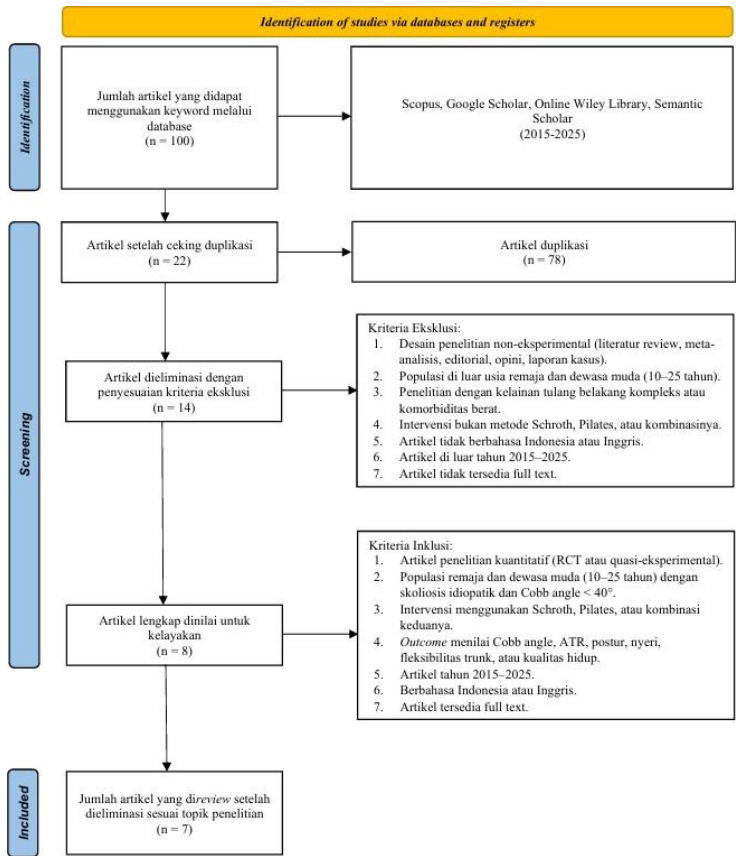 Identification of studies via databases and registers
Identification
Jumlah artikel yang didapat
menggunakan keyword melalui
database
(n = 100)
Scopus, Google Scholar, Online Wiley Library, Semantic
Scholar
(2015-2025)
Screening
Artikel setelah ceking duplikasi
(n = 22)
Artikel duplikasi
(n = 78)
Artikel dieliminasi dengan
penyesuaian kriteria eksklusi
(n = 14)
Kriteria Eksklusi:
1. Desain penelitian non-eksperimental (literatur review, meta-
analisis, editorial, opini, laporan kasus).
2. Populasi di luar usia remaja dan dewasa muda (10–25 tahun).
3. Penelitian dengan kelainan tulang belakang kompleks atau
komorbiditas berat.
4. Intervensi bukan metode Schroth, Pilates, atau kombinasinya.
5. Artikel tidak berbahasa Indonesia atau Inggris.
6. Artikel di luar tahun 2015–2025.
7. Artikel tidak tersedia full text.
Artikel lengkap dinilai untuk
kelayakan
(n = 8)
Kriteria Inklusi:
1. Artikel penelitian kuantitatif (RCT atau quasi-eksperimental).
2. Populasi remaja dan dewasa muda (10–25 tahun) dengan
skoliosis idiopatik dan Cobb angle < 40°.
3. Intervensi menggunakan Schroth, Pilates, atau kombinasi
keduanya.
4. Outcome menilai Cobb angle, ATR, postur, nyeri,
fleksibilitas trunk, atau kualitas hidup.
5. Artikel tahun 2015–2025.
6. Berbahasa Indonesia atau Inggris.
7. Artikel tersedia full text.
Included
Jumlah artikel yang direview setelah
dieliminasi sesuai topik penelitian
(n = 7)